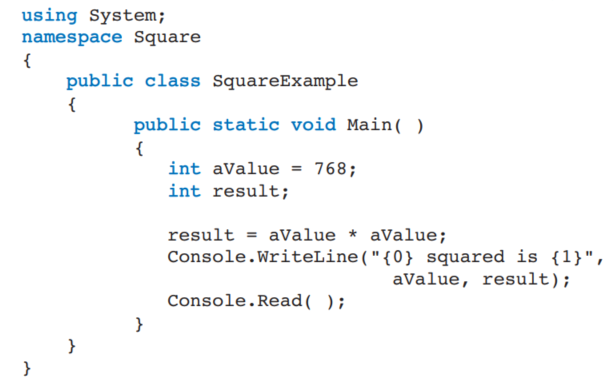 using System;
namespace Square
{
    public class SquareExample
    {
        public static void Main( )
        {
            int aValue = 768;
            int result;

            result = aValue * aValue;
            Console.WriteLine("{0} squared is {1}",
                              aValue, result);
            Console.Read( );
        }
    }
}